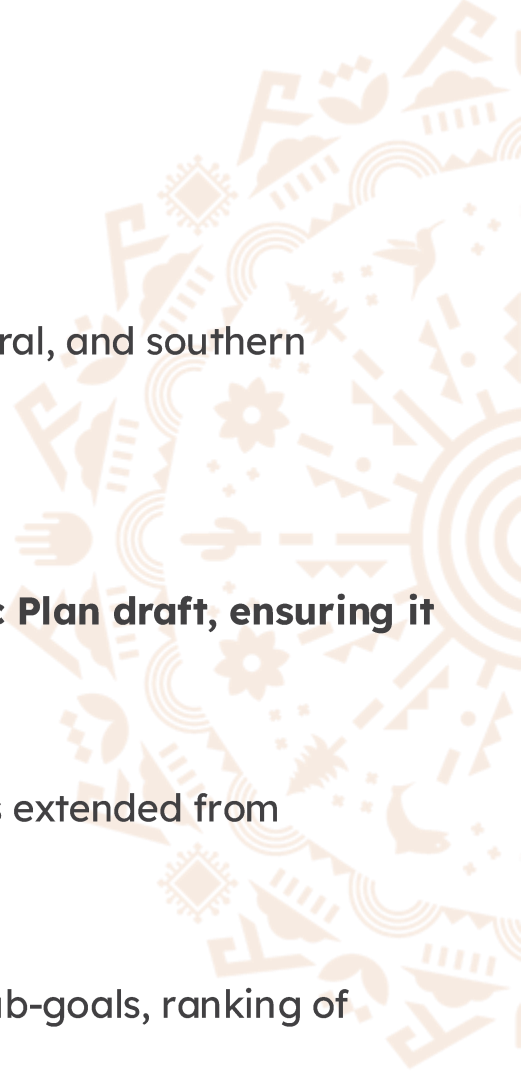 ral, and southern
c Plan draft, ensuring it
s extended from
ub-goals, ranking of